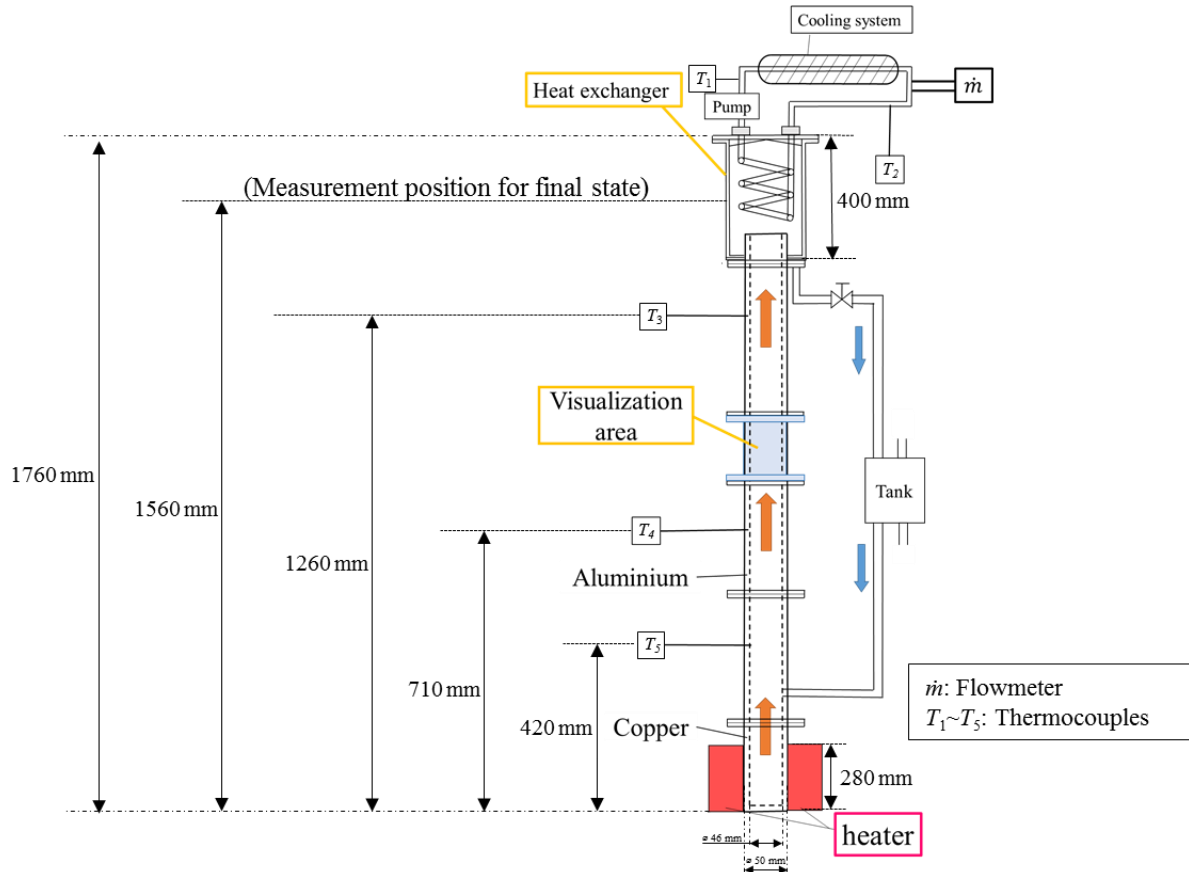 Cooling system
T1
Heat exchanger
Pump
ṁ
T2
(Measurement position for final state)
400 mm
T3
Visualization
area
1760 mm
1560 mm
Tank
T4
1260 mm
Aluminium
T5
ṁ: Flowmeter
T1~T5: Thermocouples
710 mm
420 mm
Copper
280 mm
heater
ø 46 mm
ø 50 mm